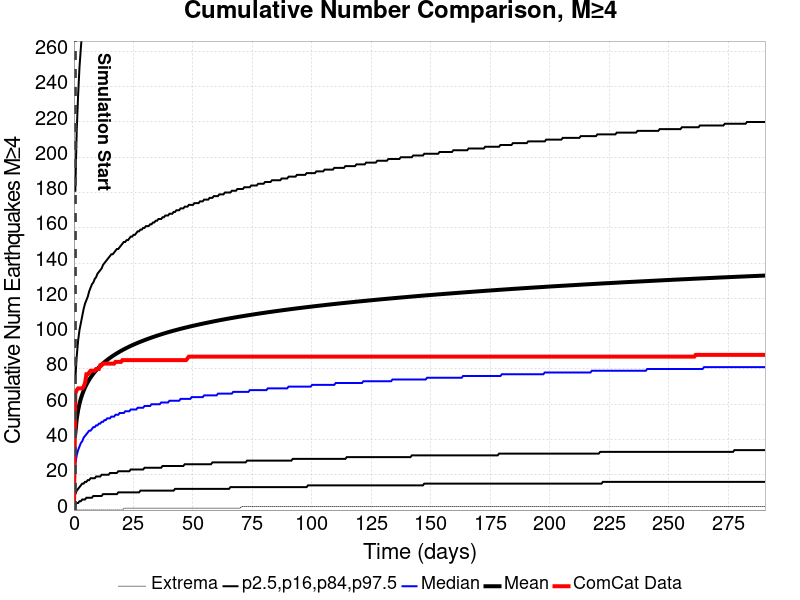 Cumulative Number Comparison, M≥4
Cumulative Num Earthquakes M≥4
260
240
220
200
180
160
140
120
100
80
60
40
20
0
Simulation Start
0 25 50 75 100 125 150 175 200 225 250 275
Time (days)
Extrema p2.5,p16,p84,p97.5 Median Mean ComCat Data